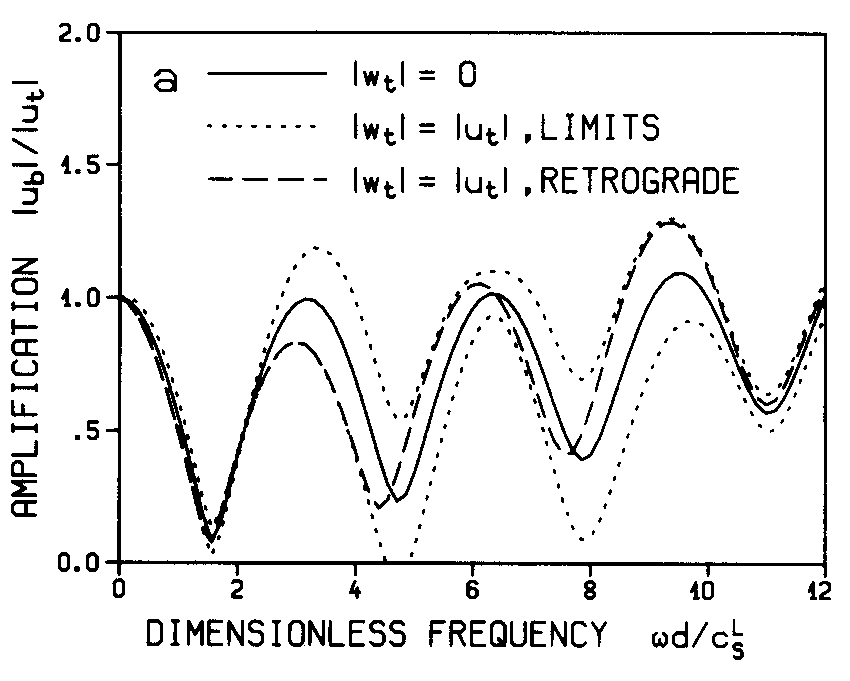 2.0
a |wt| = 0
|wt| = |ut| , LIMITS
1.5
|wt| = |ut| , RETROGRADE
AMPLIFICATION |ub|/|ut|
1.0
.5
0.0
0 2 4 6 8 10 12
DIMENSIONLESS FREQUENCY ωd/c_s^L